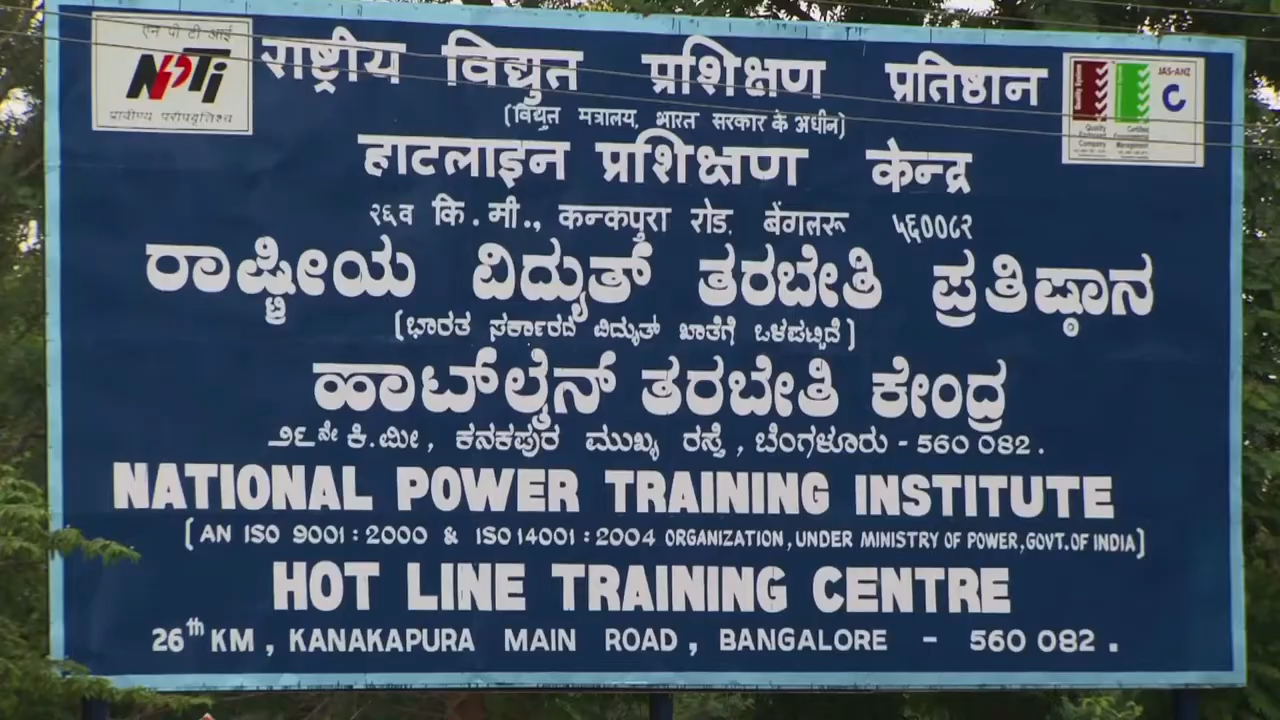 एन पी टी आई
NPTi
प्रावीण्य परीपवृत्तिश्च
राष्ट्रीय विद्युत प्रशिक्षण प्रतिष्ठान
JAS-ANZ
(विद्युत मत्रालय, भारत सरकार के अधीन)
हाटलाइन प्रशिक्षण केन्द्र
२६व कि.मी., कनकपुरा रोड, बेंगलरू ५६००८२
ರಾಷ್ಟ್ರೀಯ ವಿದ್ಯುತ್ ತರಬೇತಿ ಪ್ರತಿಷ್ಠಾನ
(ಭಾರತ ಸರ್ಕಾರದ ವಿದ್ಯುತ್ ಖಾತೆಗೆ ಒಳಪಟ್ಟಿದೆ)
ಹಾಟ್‌ಲೈನ್ ತರಬೇತಿ ಕೇಂದ್ರ
೨೬ನೇ ಕಿ.ಮೀ, ಕನಕಪುರ ಮುಖ್ಯ ರಸ್ತೆ, ಬೆಂಗಳೂರು - 560 082.
NATIONAL POWER TRAINING INSTITUTE
(AN ISO 9001:2000 & ISO 14001:2004 ORGANIZATION, UNDER MINISTRY OF POWER, GOVT. OF INDIA)
HOT LINE TRAINING CENTRE
26th KM, KANAKAPURA MAIN ROAD, BANGALORE - 560 082.